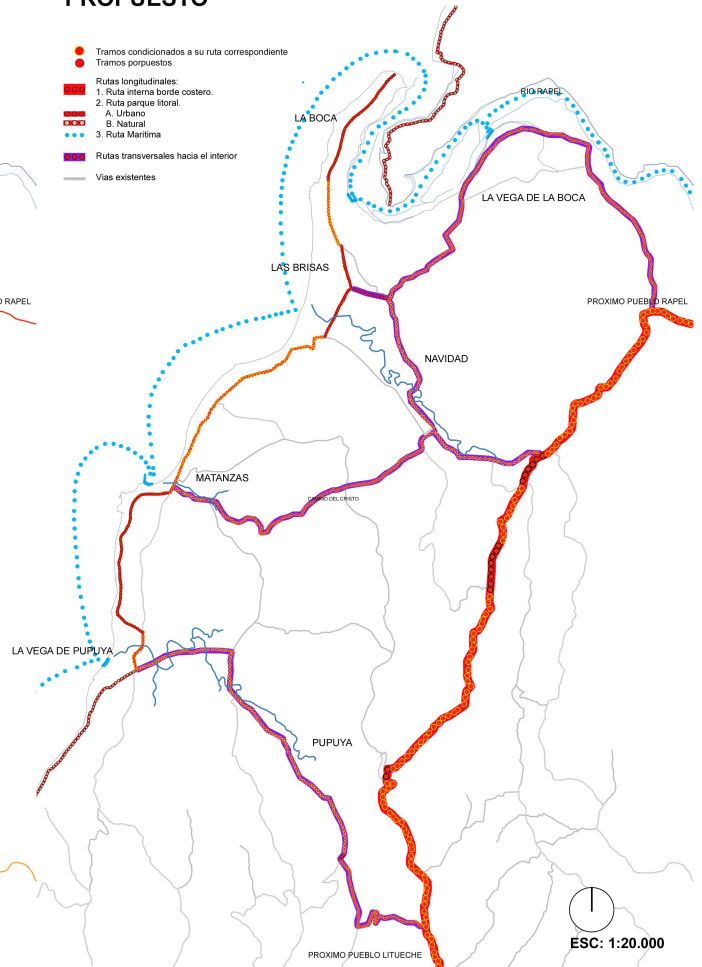 PROPUESTO
Tramos condicionados a su ruta correspondiente
Tramos porpuestos
Rutas longitudinales:
1. Ruta interna borde costero.
2. Ruta parque litoral.
A. Urbano
B. Natural
3. Ruta Maritima
Rutas transversales hacia el interior
Vias existentes
LA BOCA
RIO RAPEL
LA VEGA DE LA BOCA
LAS BRISAS
O RAPEL
PROXIMO PUEBLO RAPEL
NAVIDAD
MATANZAS
CAMINO DEL CRISTO
LA VEGA DE PUPUYA
PUPUYA
PROXIMO PUEBLO LITUECHE
ESC: 1:20.000